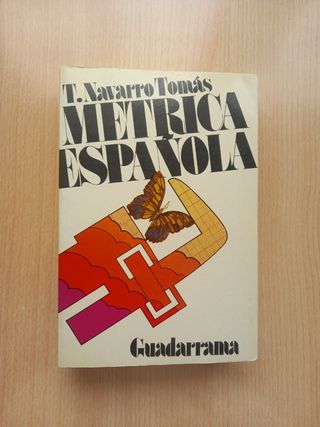 T. Navarro Tomás
METRICA
ESPAÑOLA
Guadarrama